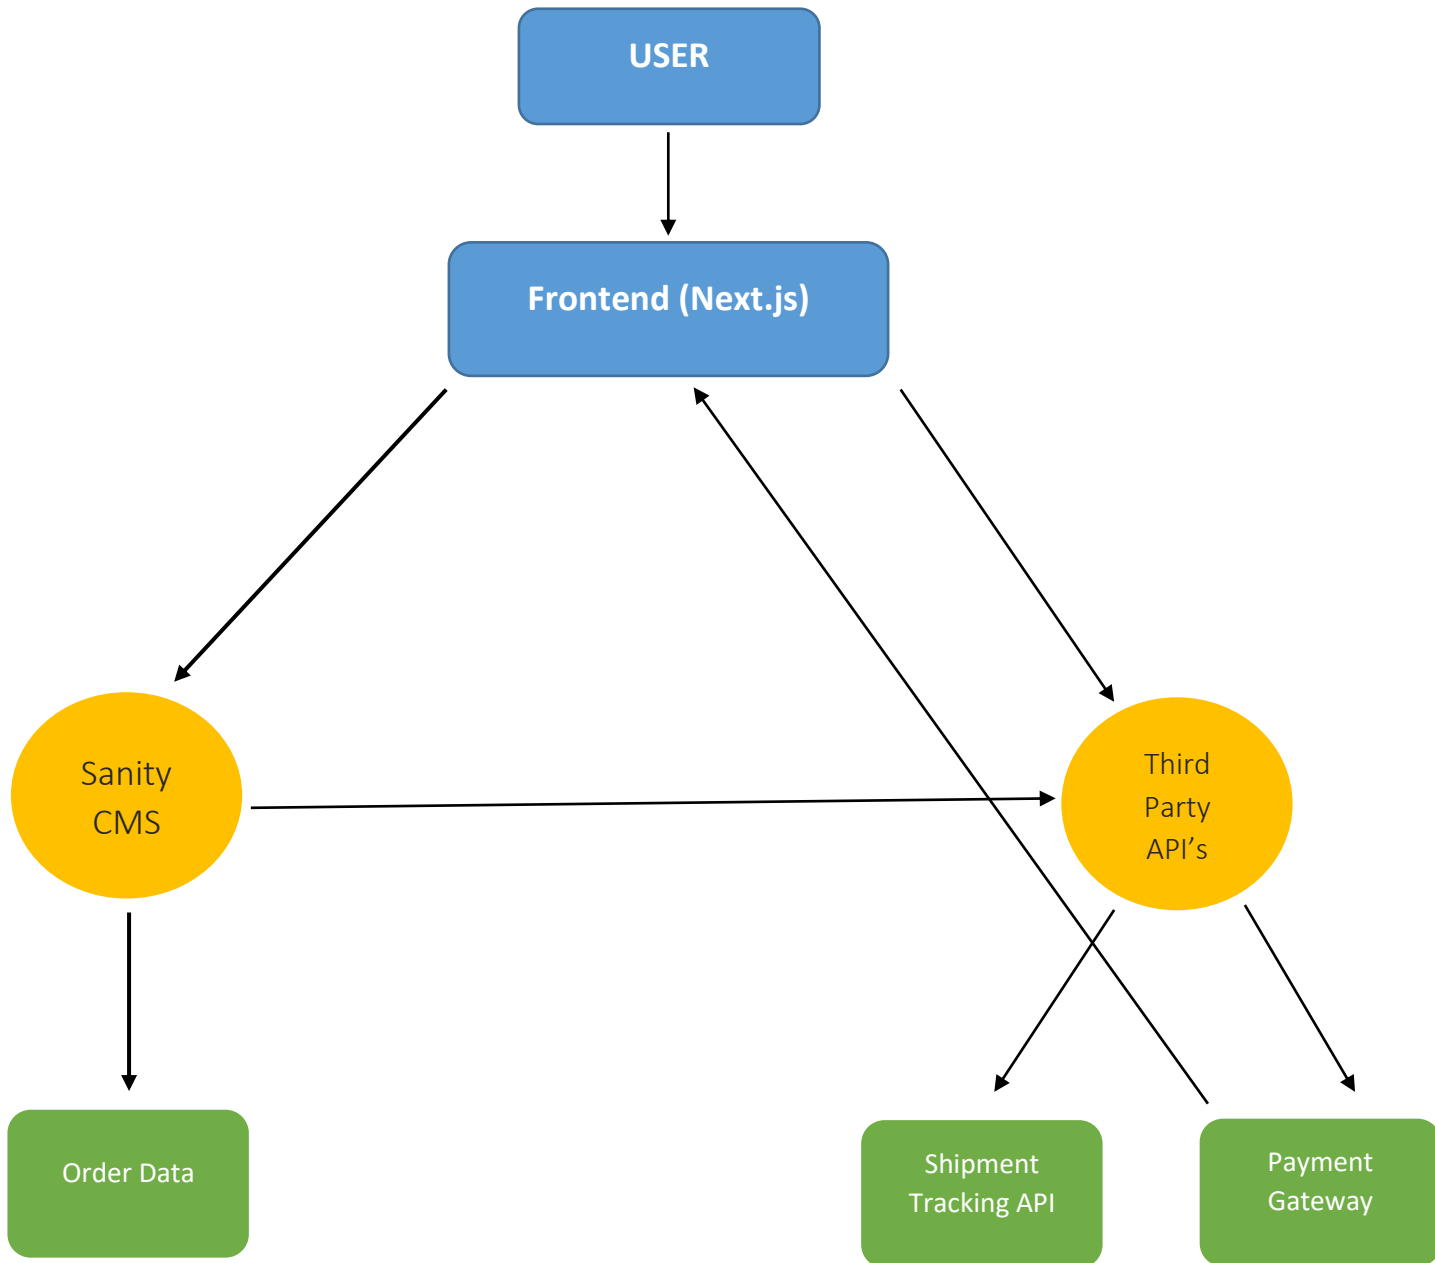 USER
Frontend (Next.js)
Sanity
CMS
Third
Party
API’s
Order Data
Shipment
Tracking API
Payment
Gateway